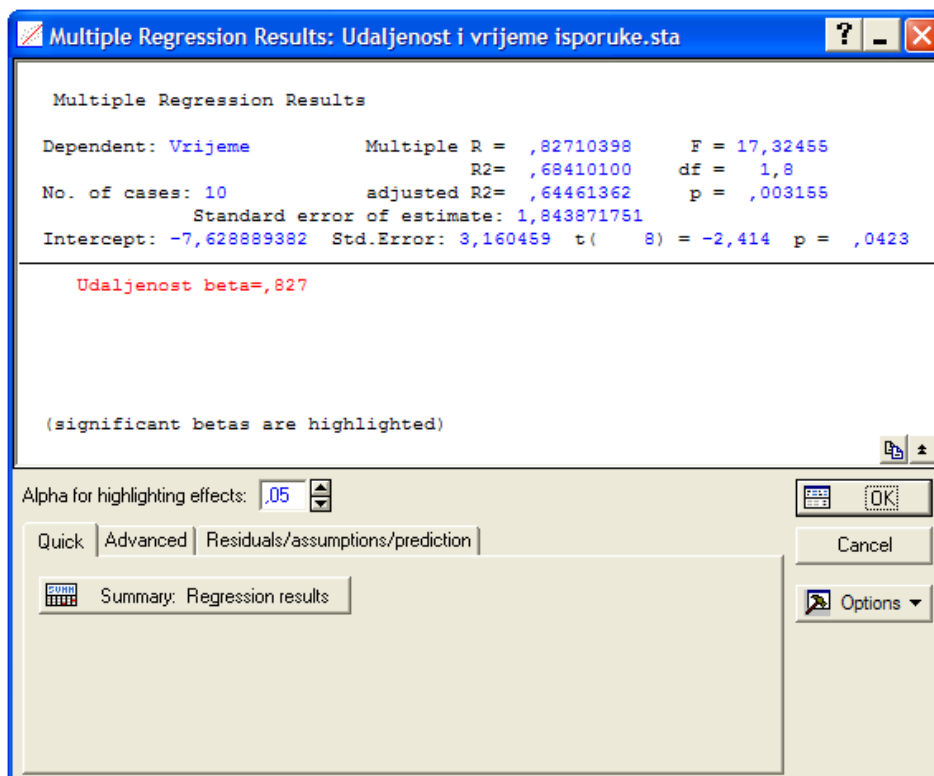 Multiple Regression Results: Udaljenost i vrijeme isporuke.sta
Multiple Regression Results
Dependent: Vrijeme Multiple R = ,82710398 F = 17,32455
R2= ,68410100 df = 1,8
No. of cases: 10 adjusted R2= ,64461362 p = ,003155
Standard error of estimate: 1,843871751
Intercept: -7,628889382 Std.Error: 3,160459 t( 8) = -2,414 p = ,0423
Udaljenost beta=,827
(significant betas are highlighted)
Alpha for highlighting effects: ,05
OK
Quick Advanced Residuals/assumptions/prediction
Cancel
SUMM Summary: Regression results
Options